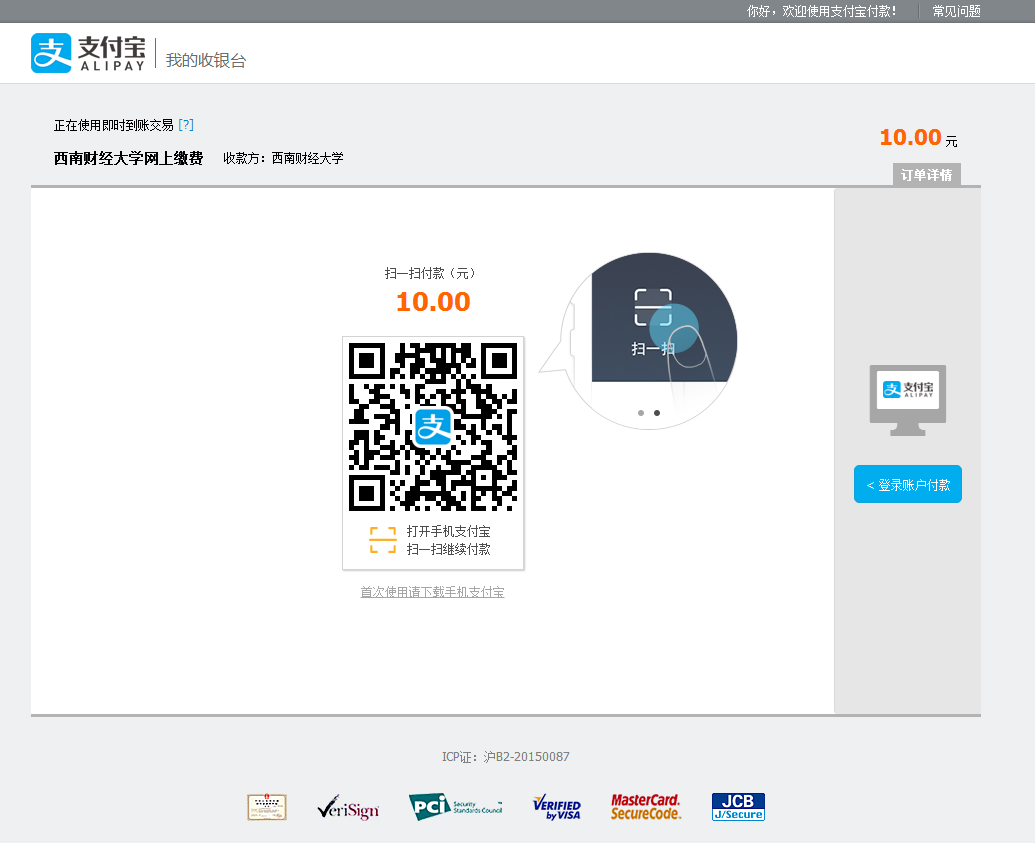 你好，欢迎使用支付宝付款！ 常见问题
支 支付宝 ALIPAY 我的收银台
正在使用即时到账交易 [?]
10.00 元
西南财经大学网上缴费 收款方：西南财经大学
订单详情
扫一扫付款（元）
10.00
扫一扫
支
打开手机支付宝
扫一扫继续付款
首次使用请下载手机支付宝
支 支付宝
ALIPAY
< 登录账户付款
ICP证：沪B2-20150087
VeriSign
PCi Security Standards Council
VERIFIED by VISA
MasterCard. SecureCode.
JCB J/Secure